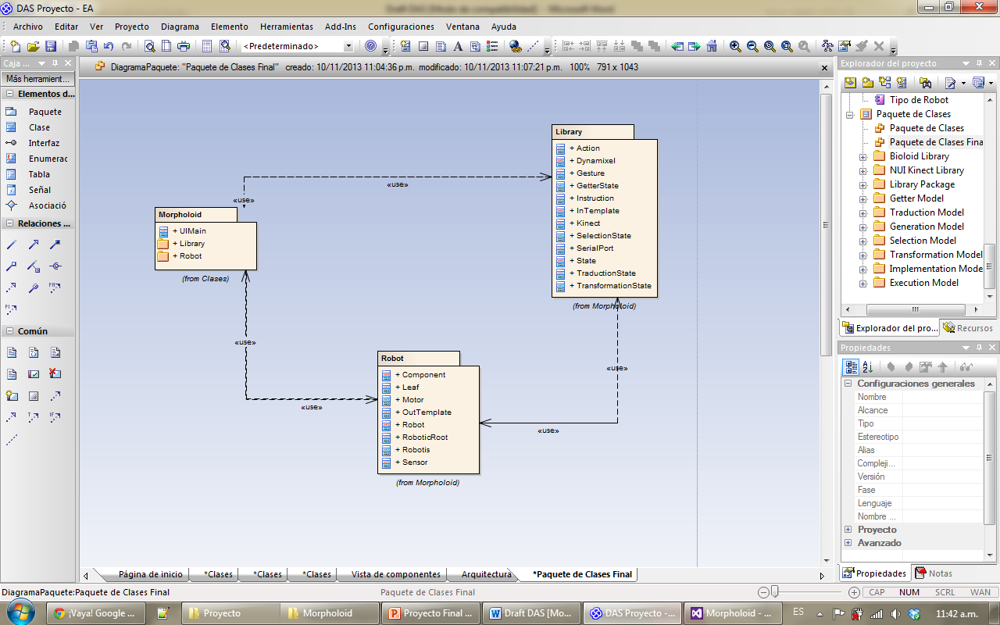 DAS Proyecto - EA
Draft DAS [Modo de compatibilidad] - Microsoft Word
Archivo Editar Ver Proyecto Diagrama Elemento Herramientas Add-Ins Configuraciones Ventana Ayuda
<Predeterminado>
Caja ...
Más herramient...
Elementos d...
Paquete
Clase
Interfaz
Enumerac
Tabla
Señal
Asociació
Relaciones ...
Común
DiagramaPaquete: "Paquete de Clases Final" creado: 10/11/2013 11:04:36 p.m. modificado: 10/11/2013 11:07:21 p.m. 100% 791 x 1043
Library
+ Action
+ Dynamixel
+ Gesture
+ GetterState
+ Instruction
+ InTemplate
+ Kinect
+ SelectionState
+ SerialPort
+ State
+ TraductionState
+ TransformationState
(from Morpholoid)
«use»
«use»
Morpholoid
+ UIMain
+ Library
+ Robot
(from Clases)
«use»
«use»
Robot
+ Component
+ Leaf
+ Motor
+ OutTemplate
+ Robot
+ RoboticRoot
+ Robotis
+ Sensor
(from Morpholoid)
«use»
«use»
Explorador del proyecto
Tipo de Robot
Paquete de Clases
Paquete de Clases
Paquete de Clases Fina
Bioloid Library
NUI Kinect Library
Library Package
Getter Model
Traduction Model
Generation Model
Selection Model
Transformation Model
Implementation Mode
Execution Model
Explorador del pro... Recursos
Propiedades
Configuraciones generales
Nombre
Alcance
Tipo
Estereotipo
Alias
Compleji...
Versión
Fase
Lenguaje
Nombre ...
Proyecto
Avanzado
Propiedades Notas
Página de inicio *Clases *Clases *Clases Vista de componentes Arquitectura *Paquete de Clases Final
DiagramaPaquete:Paquete de Clases Final Paquete de Clases Final CAP NUM SCRL WAN
¡Vaya! Google ... Proyecto Morpholoid Proyecto Final ... Draft DAS [Mo... DAS Proyecto -... Morpholoid - ... ES 11:42 a.m.